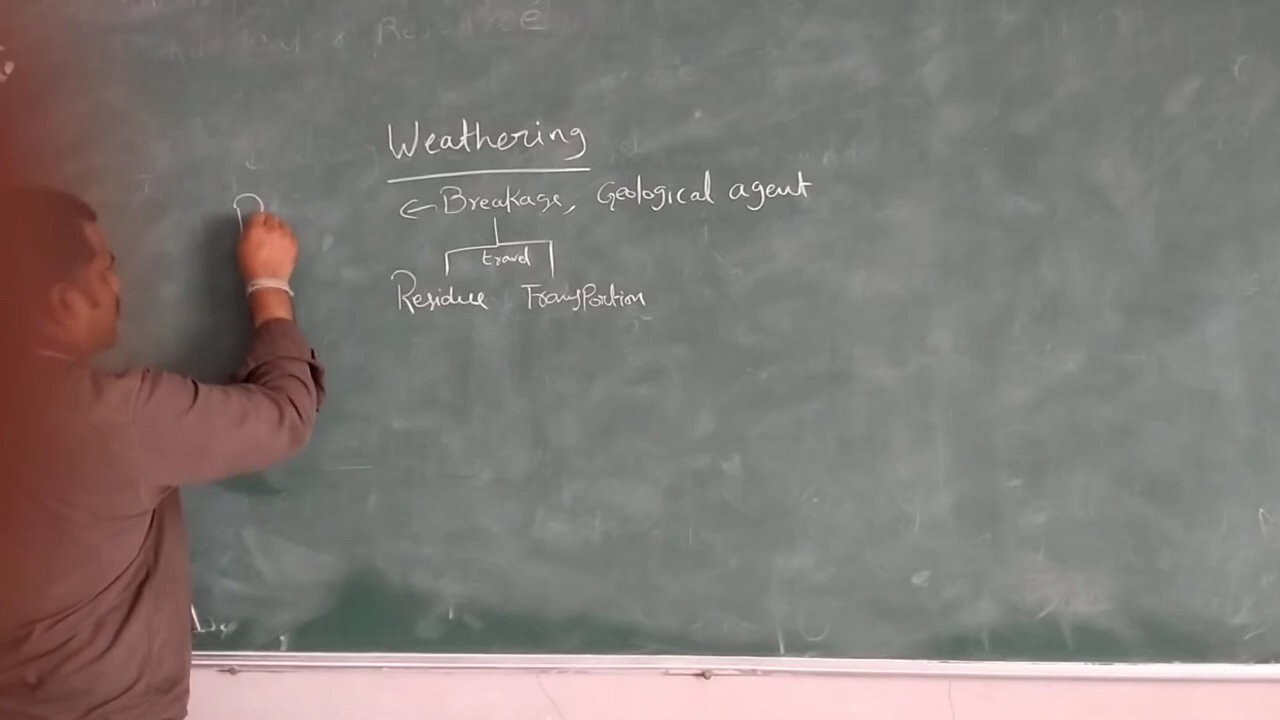 Weathering
← Breakage, Geological agent
travel
Residue Transportion